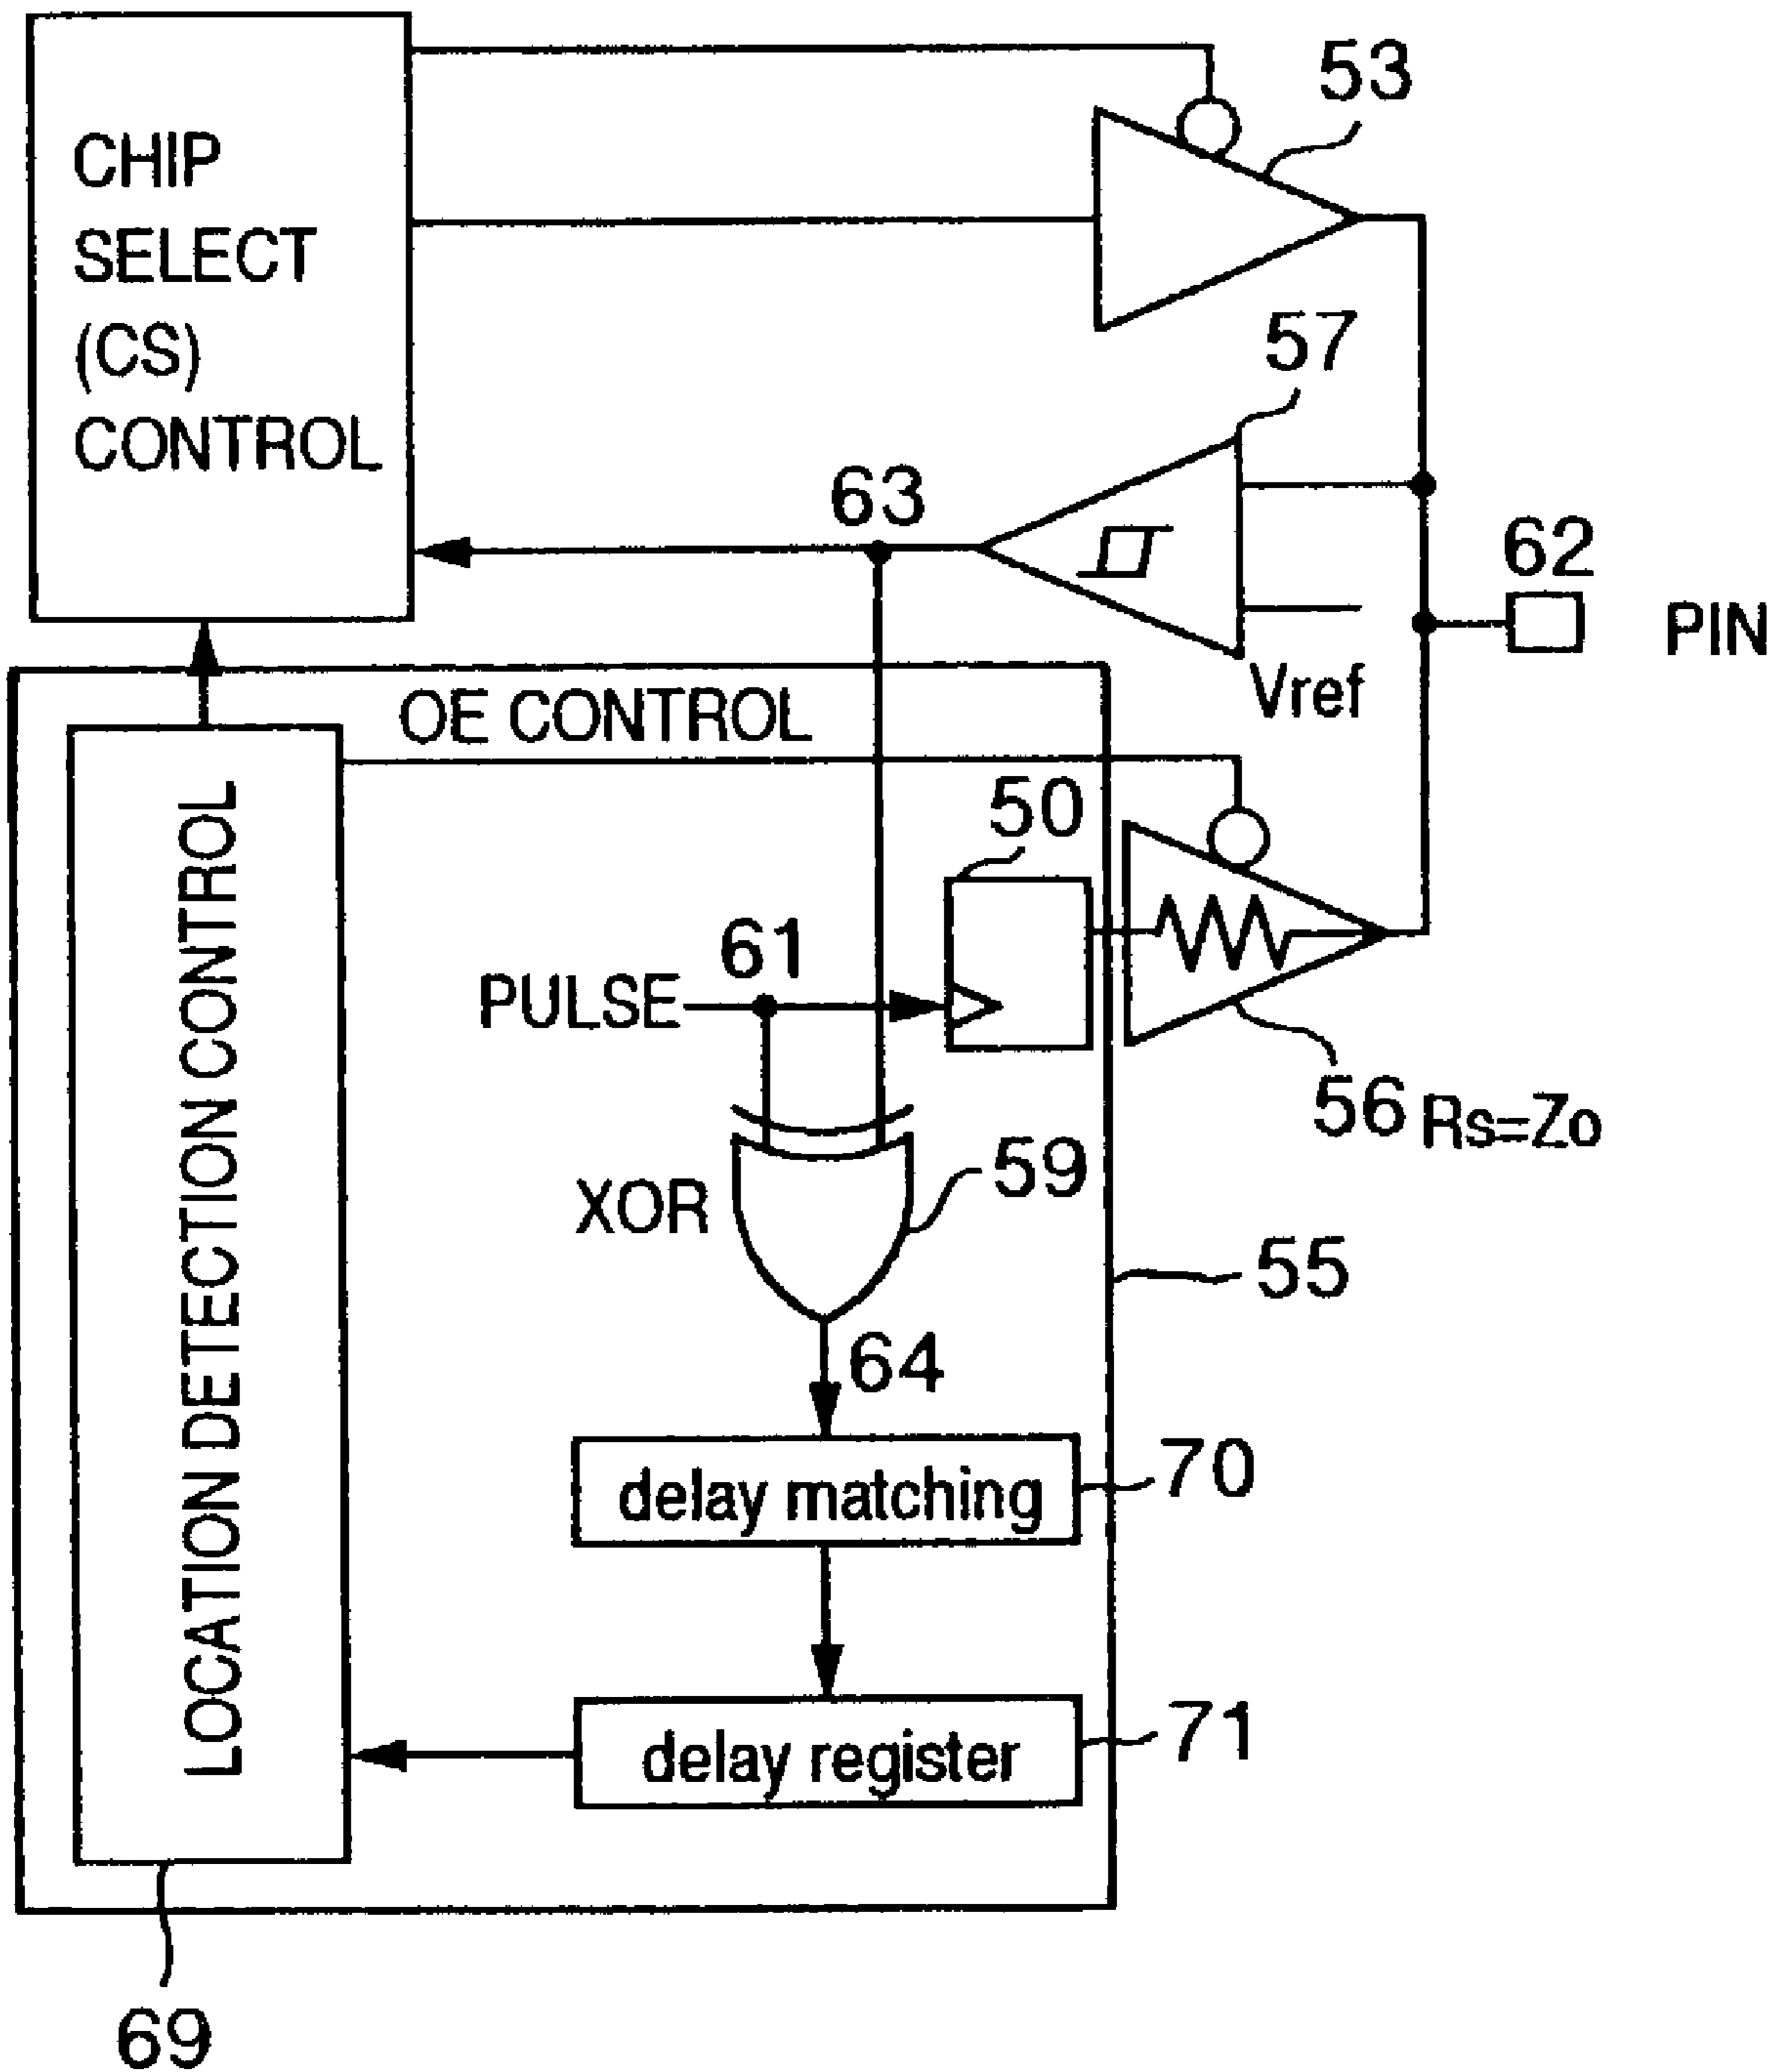 53
CHIP
SELECT
(CS)
CONTROL
57
63
62
PIN
Vref
OE CONTROL
50
LOCATION DETECTION CONTROL
61
PULSE
56 Rs=Zo
59
XOR
55
64
delay matching
70
delay register
71
69